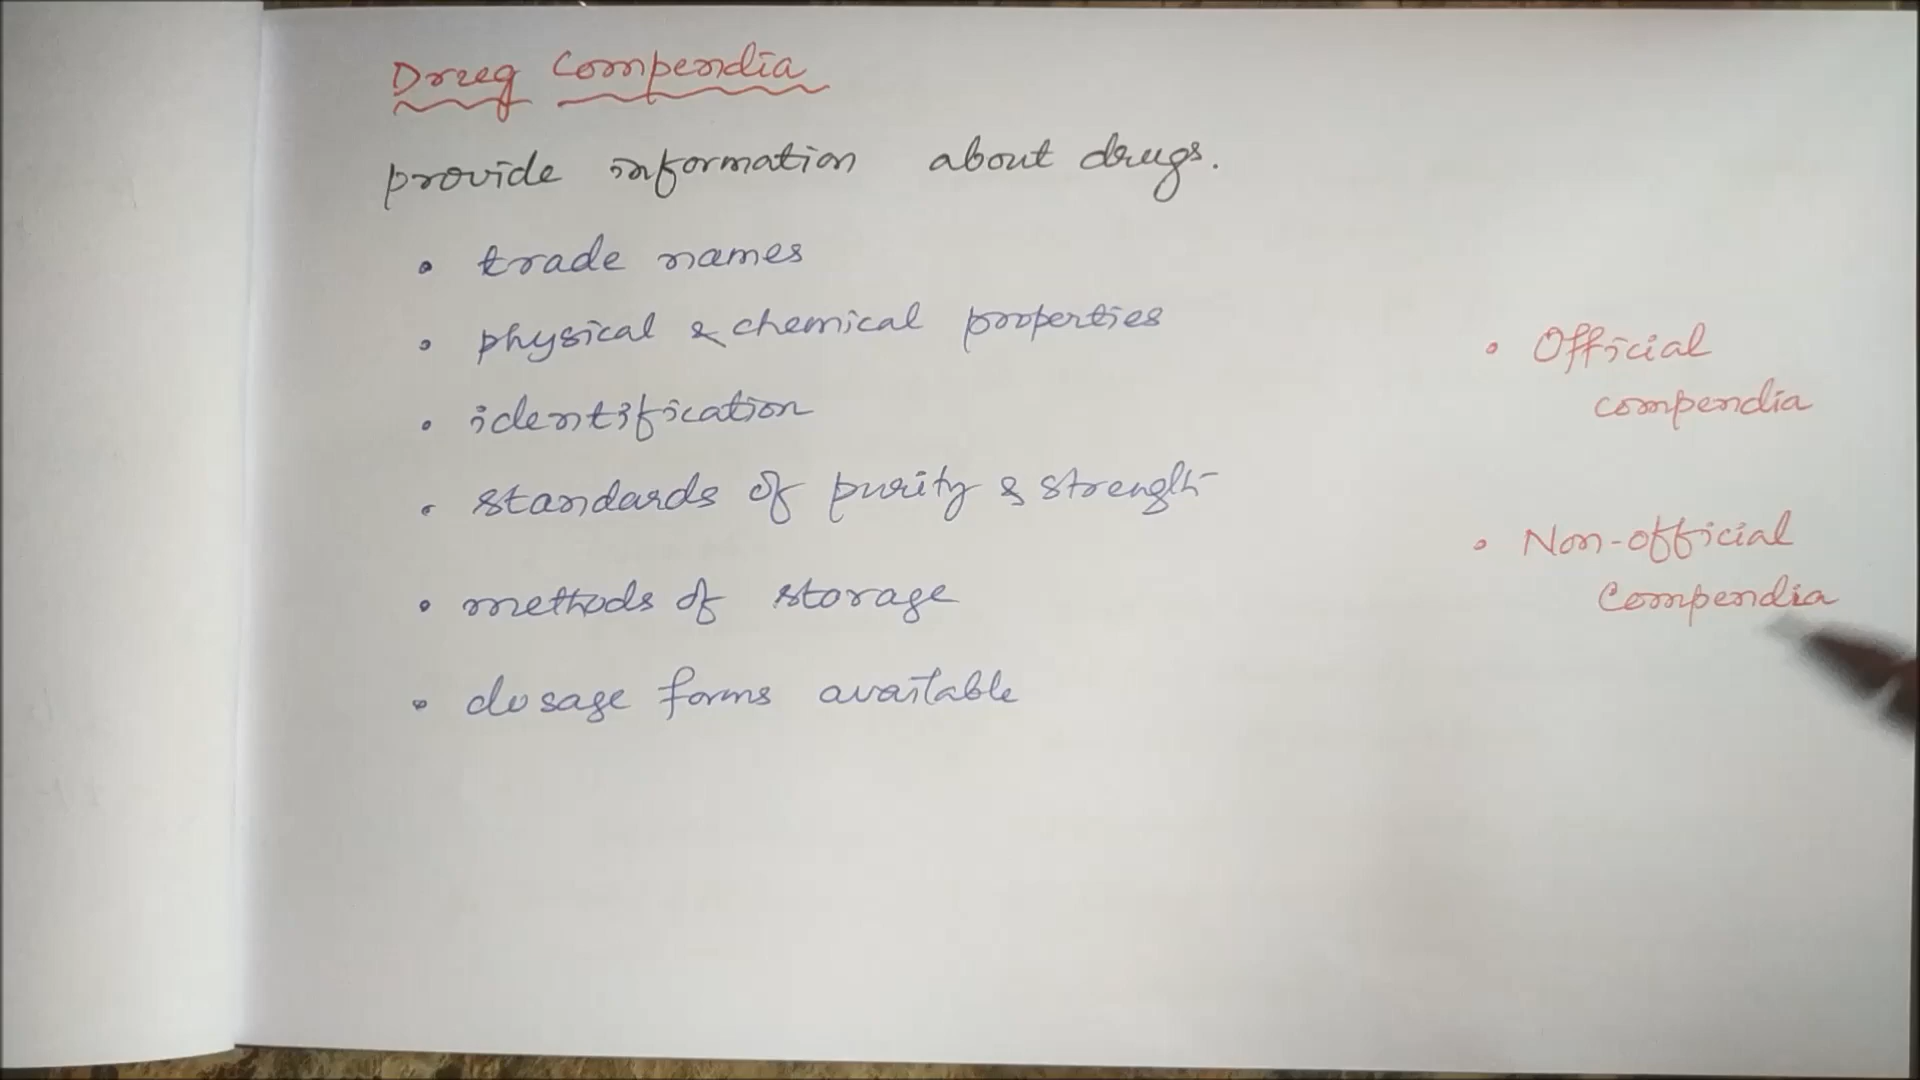 Drug Compendia
provide information about drugs.
• trade names
• physical & chemical properties
• identification
• standards of purity & strength
• methods of storage
• dosage forms available
• Official
compendia
• Non-official
Compendia